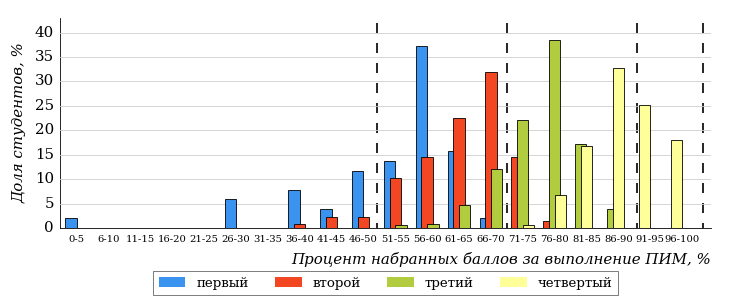 40
35
30
25
20
15
10
5
0
Доля студентов, %
0-5 6-10 11-15 16-20 21-25 26-30 31-35 36-40 41-45 46-50 51-55 56-60 61-65 66-70 71-75 76-80 81-85 86-90 91-95 96-100
Процент набранных баллов за выполнение ПИМ, %
первый второй третий четвертый